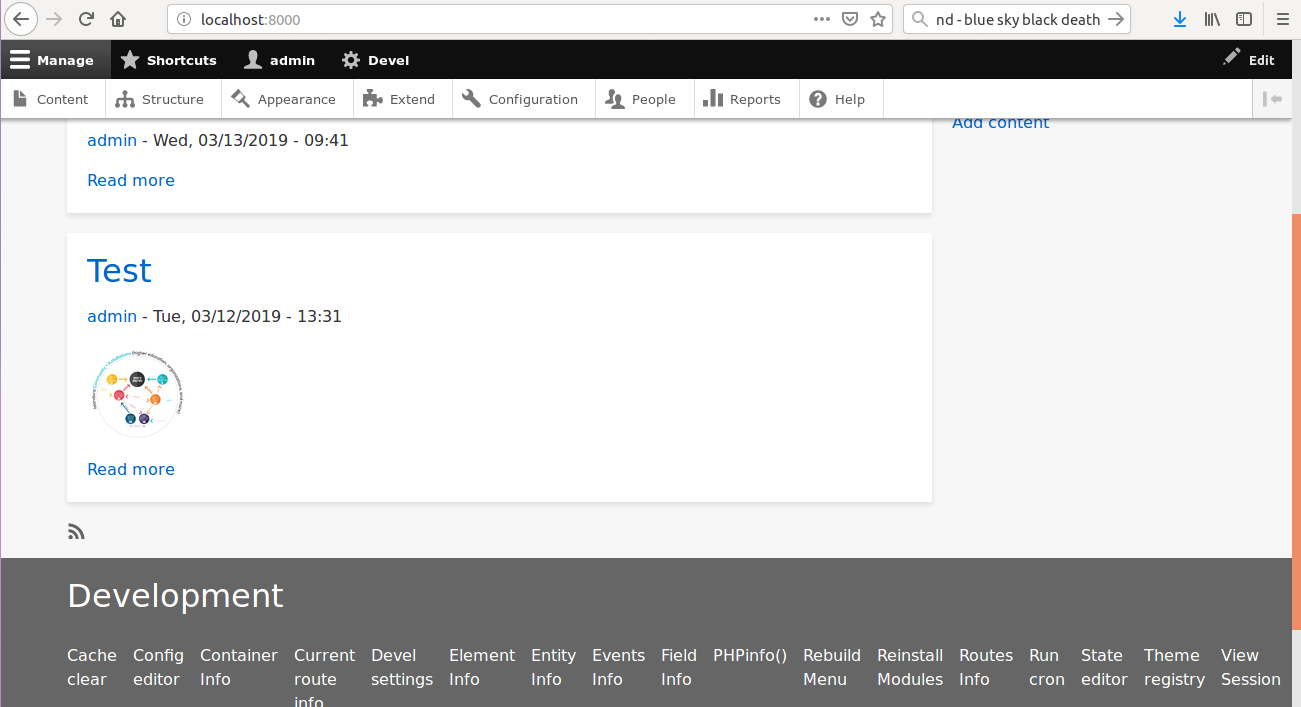 localhost:8000
nd - blue sky black death
Manage Shortcuts admin Devel Edit
Content Structure Appearance Extend Configuration People Reports Help
Add content
admin - Wed, 03/13/2019 - 09:41
Read more
Test
admin - Tue, 03/12/2019 - 13:31
Read more
Development
Cache Config Container Current Devel Element Entity Events Field PHPinfo() Rebuild Reinstall Routes Run State Theme View
clear editor Info route settings Info Info Info Info Menu Modules Info cron editor registry Session
info